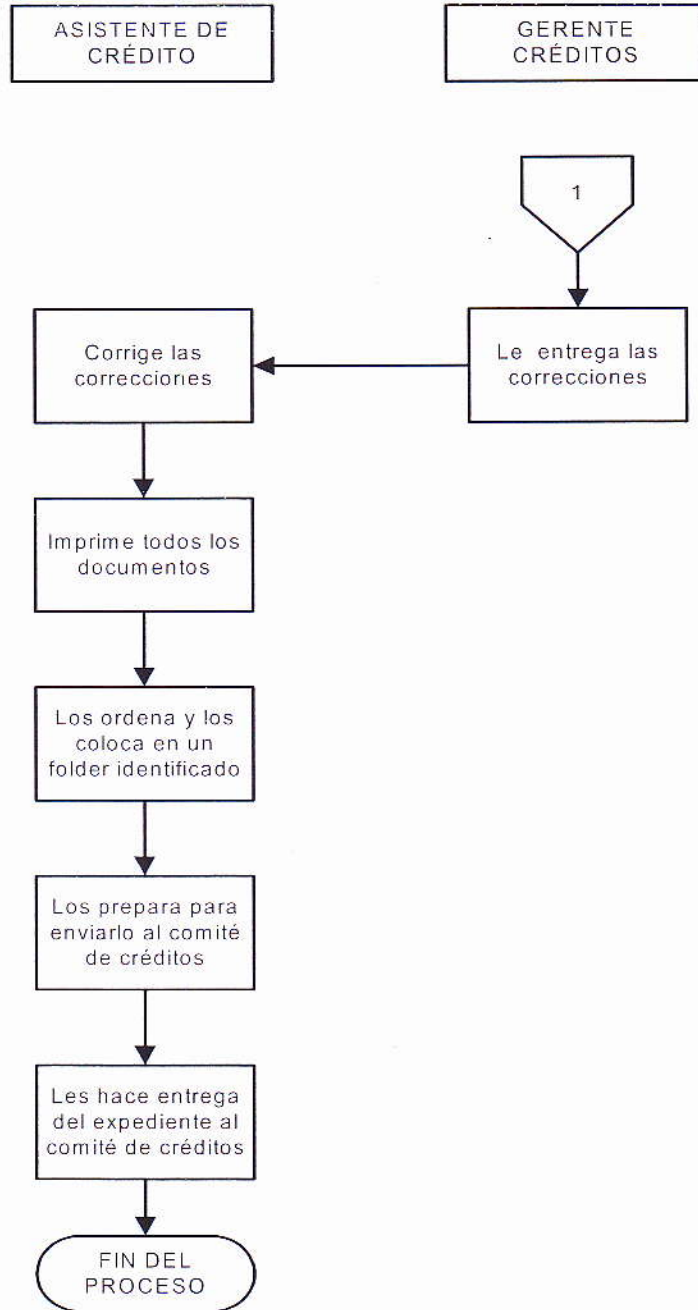 ASISTENTE DE
CRÉDITO
GERENTE
CRÉDITOS
1
Le entrega las
correcciones
Corrige las
correcciones
Imprime todos los
documentos
Los ordena y los
coloca en un
folder identificado
Los prepara para
enviarlo al comité
de créditos
Les hace entrega
del expediente al
comité de créditos
FIN DEL
PROCESO